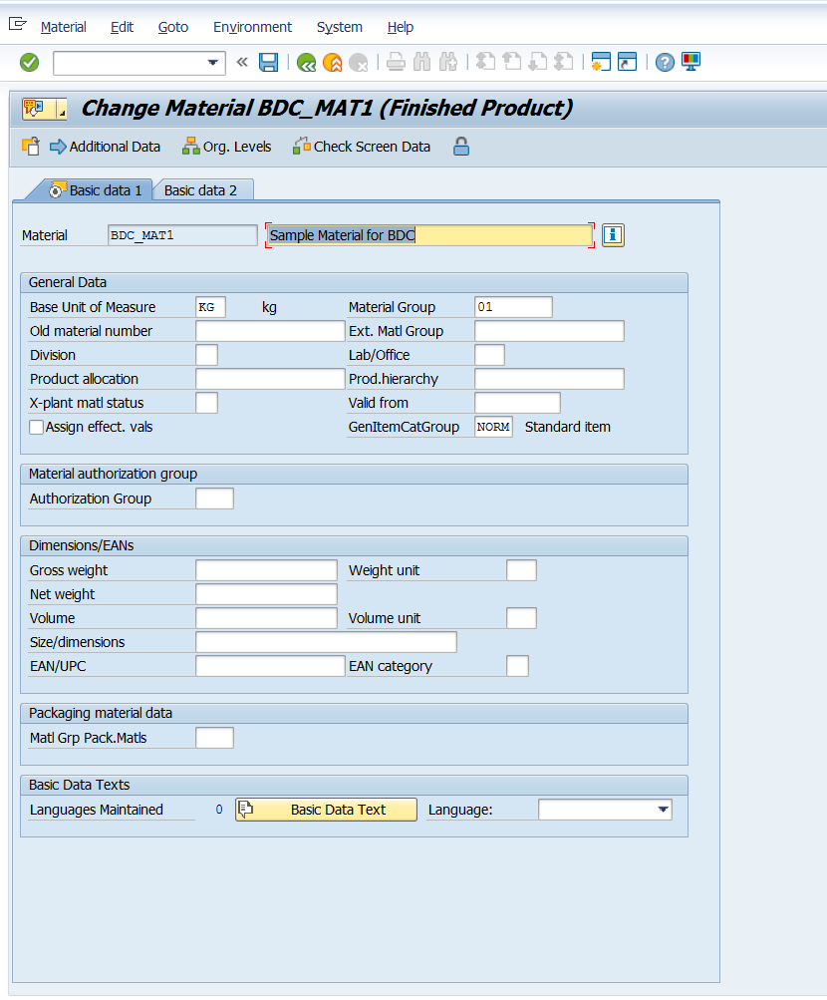 Material Edit Goto Environment System Help
Change Material BDC_MAT1 (Finished Product)
Additional Data Org. Levels Check Screen Data
Basic data 1 Basic data 2
Material BDC_MAT1 Sample Material for BDC
General Data
Base Unit of Measure KG kg Material Group 01
Old material number Ext. Matl Group
Division Lab/Office
Product allocation Prod.hierarchy
X-plant matl status Valid from
Assign effect. vals GenItemCatGroup NORM Standard item
Material authorization group
Authorization Group
Dimensions/EANs
Gross weight Weight unit
Net weight
Volume Volume unit
Size/dimensions
EAN/UPC EAN category
Packaging material data
Matl Grp Pack.Matls
Basic Data Texts
Languages Maintained 0 Basic Data Text Language: